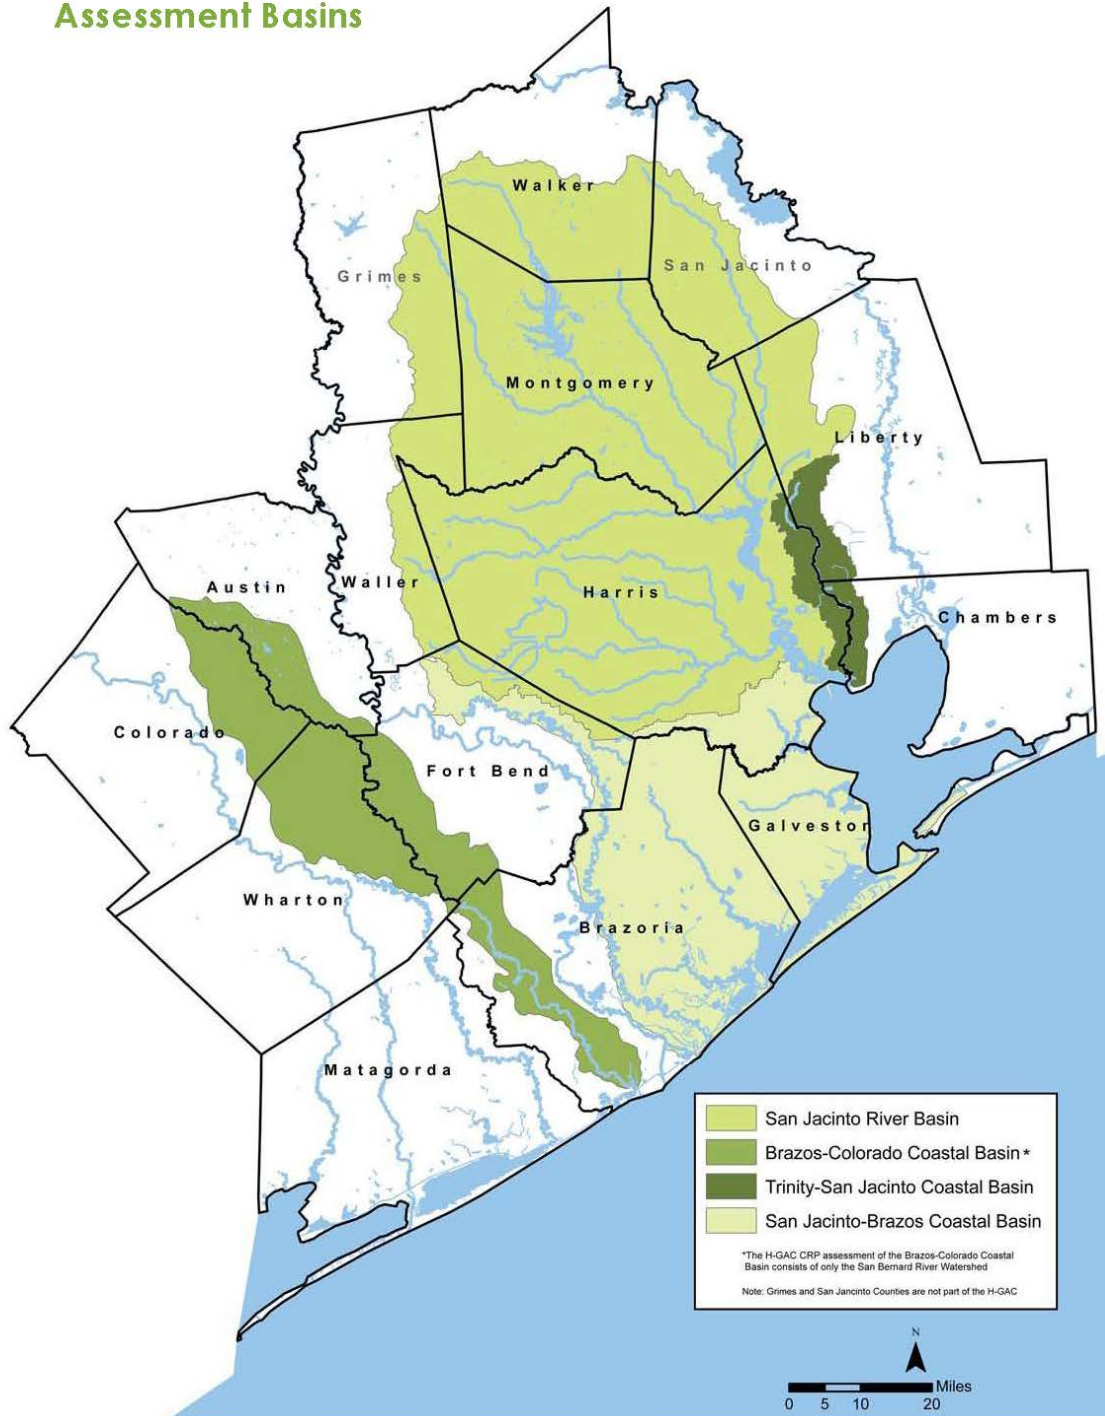 Assessment Basins
Walker
San Jacinto
Grimes
Montgomery
Liberty
Austin
Waller
Harris
Chambers
Colorado
Fort Bend
Galveston
Wharton
Brazoria
Matagorda
San Jacinto River Basin
Brazos-Colorado Coastal Basin*
Trinity-San Jacinto Coastal Basin
San Jacinto-Brazos Coastal Basin
*The H-GAC CRP assessment of the Brazos-Colorado Coastal
Basin consists of only the San Bernard River Watershed
Note: Grimes and San Jancinto Counties are not part of the H-GAC
N
Miles
0 5 10 20